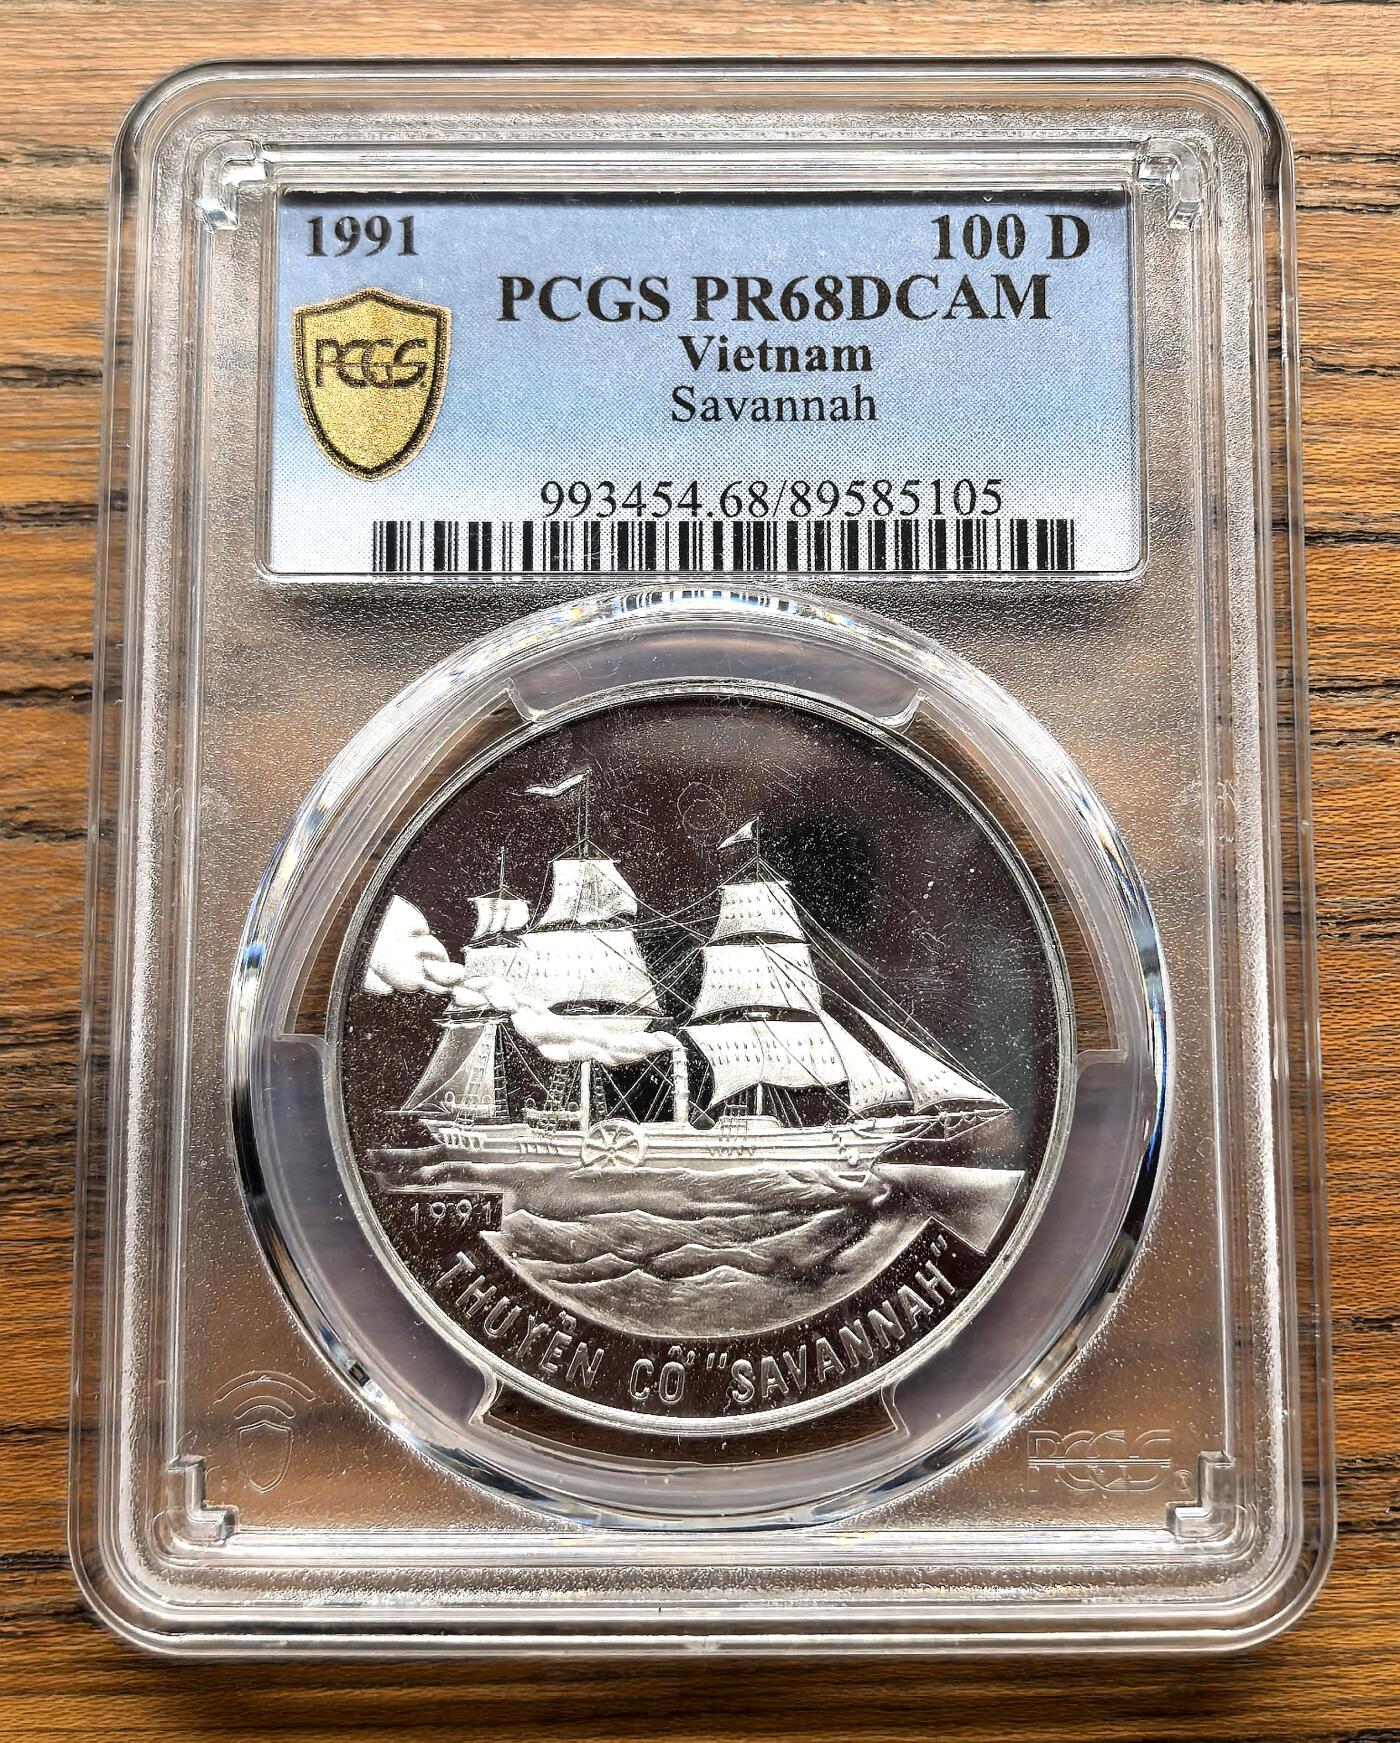 1991 100 D
PCGS PR68DCAM
Vietnam
Savannah
PCGS
993454.68/89585105
1991
THUYỀN CỔ "SAVANNAH"
PCGS